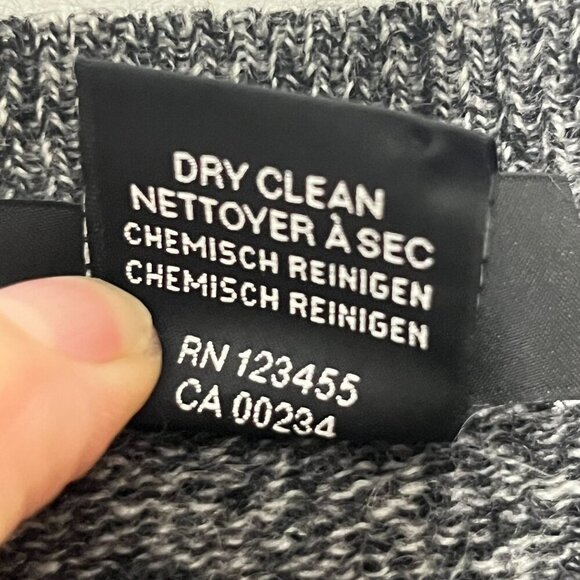 DRY CLEAN
NETTOYER À SEC
CHEMISCH REINIGEN
CHEMISCH REINIGEN
RN 123455
CA 00234